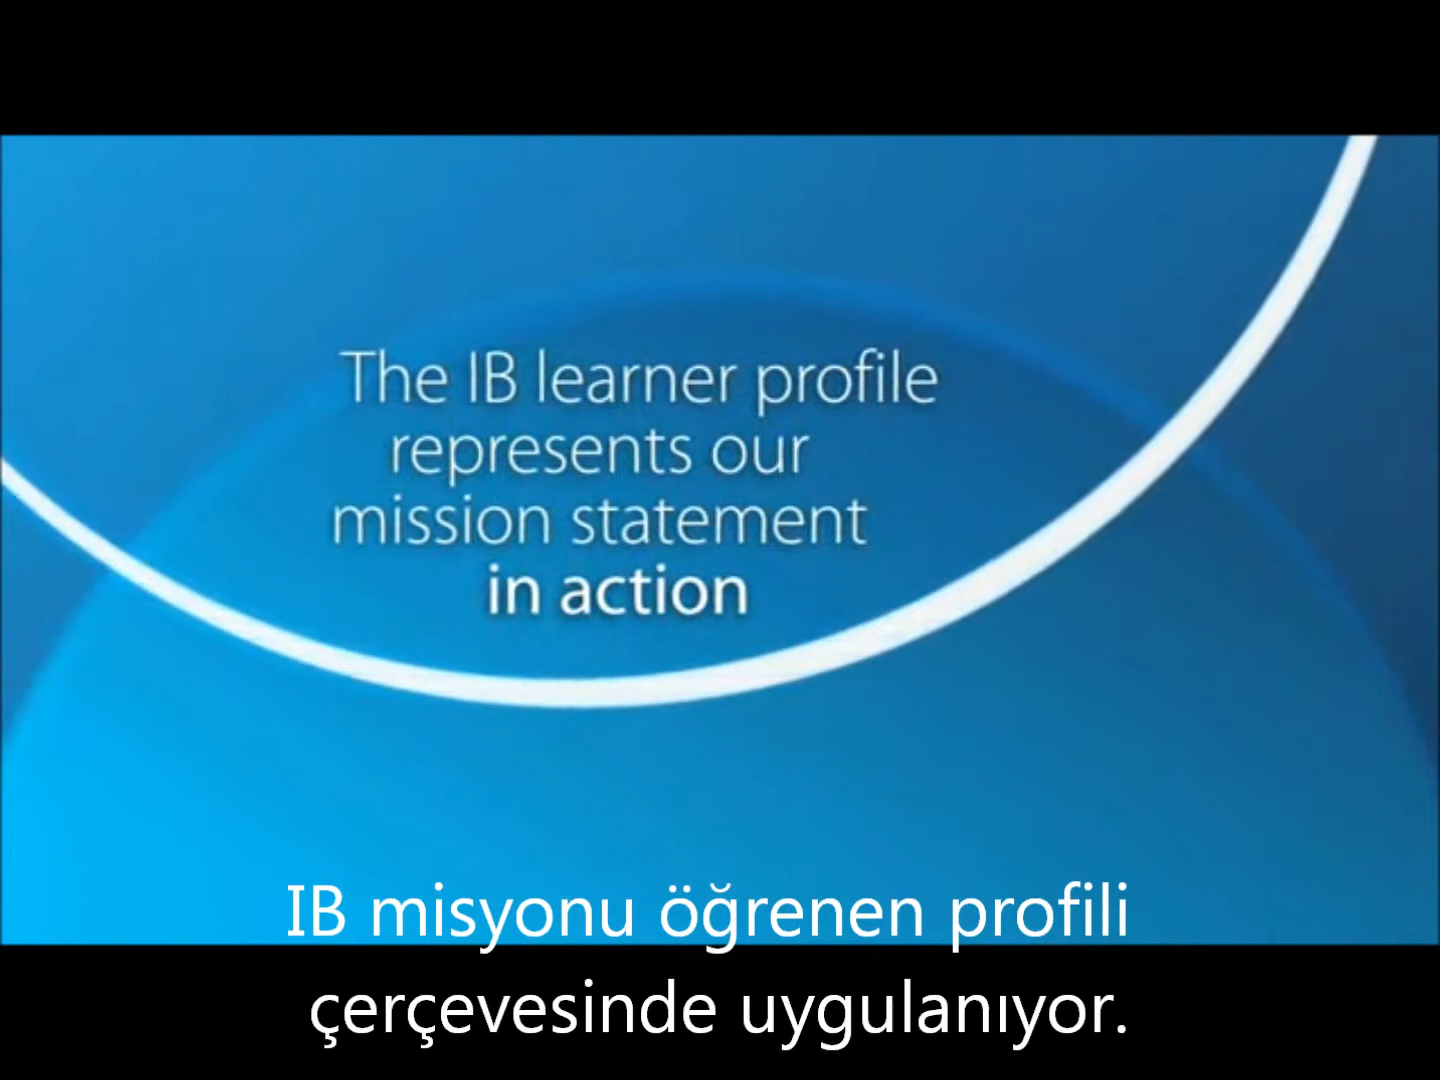 The IB learner profile
represents our
mission statement
in action
IB misyonu öğrenen profili
çerçevesinde uygulanıyor.